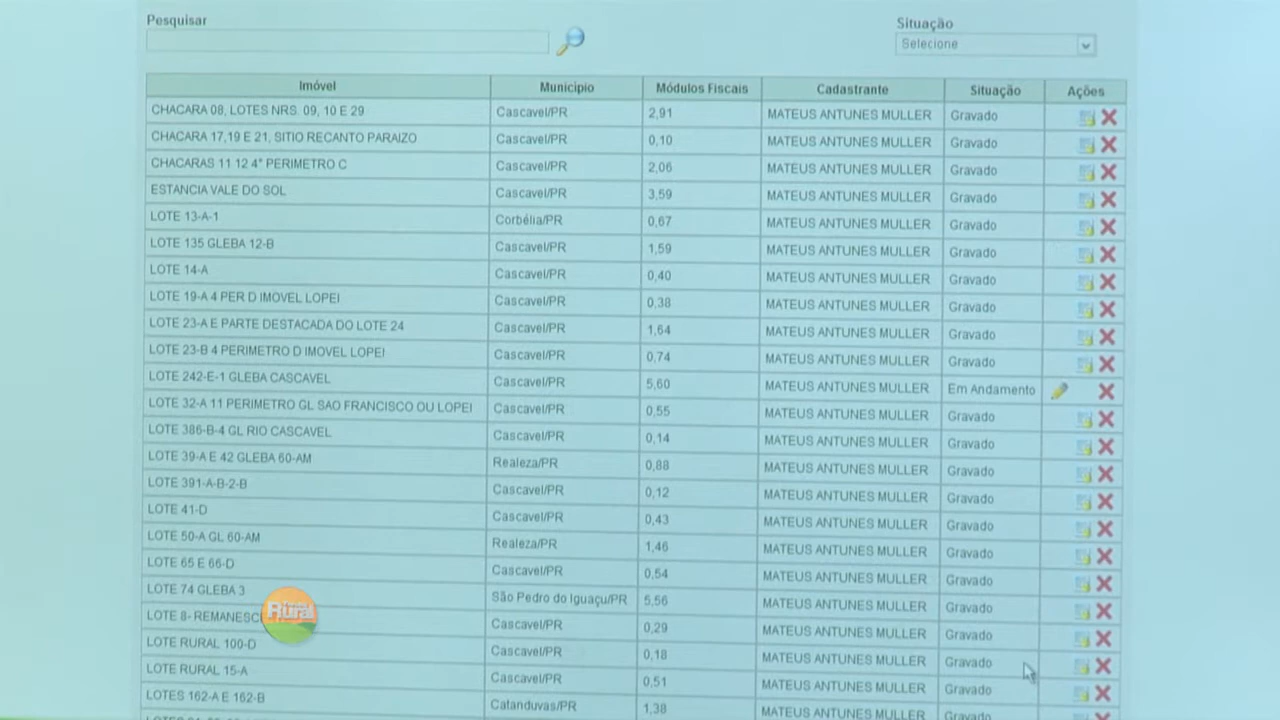 Pesquisar
Situação
Selecione
Imóvel Município Módulos Fiscais Cadastrante Situação Ações
CHACARA 08, LOTES NRS. 09, 10 E 29 Cascavel/PR 2,91 MATEUS ANTUNES MULLER Gravado
CHACARA 17,19 E 21, SITIO RECANTO PARAIZO Cascavel/PR 0,10 MATEUS ANTUNES MULLER Gravado
CHACARAS 11 12 4° PERIMETRO C Cascavel/PR 2,06 MATEUS ANTUNES MULLER Gravado
ESTANCIA VALE DO SOL Cascavel/PR 3,59 MATEUS ANTUNES MULLER Gravado
LOTE 13-A-1 Corbélia/PR 0,67 MATEUS ANTUNES MULLER Gravado
LOTE 135 GLEBA 12-B Cascavel/PR 1,59 MATEUS ANTUNES MULLER Gravado
LOTE 14-A Cascavel/PR 0,40 MATEUS ANTUNES MULLER Gravado
LOTE 19-A 4 PER D IMOVEL LOPEI Cascavel/PR 0,38 MATEUS ANTUNES MULLER Gravado
LOTE 23-A E PARTE DESTACADA DO LOTE 24 Cascavel/PR 1,64 MATEUS ANTUNES MULLER Gravado
LOTE 23-B 4 PERIMETRO D IMOVEL LOPEI Cascavel/PR 0,74 MATEUS ANTUNES MULLER Gravado
LOTE 242-E-1 GLEBA CASCAVEL Cascavel/PR 5,60 MATEUS ANTUNES MULLER Em Andamento
LOTE 32-A 11 PERIMETRO GL SAO FRANCISCO OU LOPEI Cascavel/PR 0,55 MATEUS ANTUNES MULLER Gravado
LOTE 386-B-4 GL RIO CASCAVEL Cascavel/PR 0,14 MATEUS ANTUNES MULLER Gravado
LOTE 39-A E 42 GLEBA 60-AM Realeza/PR 0,88 MATEUS ANTUNES MULLER Gravado
LOTE 391-A-B-2-B Cascavel/PR 0,12 MATEUS ANTUNES MULLER Gravado
LOTE 41-D Cascavel/PR 0,43 MATEUS ANTUNES MULLER Gravado
LOTE 50-A GL 60-AM Realeza/PR 1,46 MATEUS ANTUNES MULLER Gravado
LOTE 65 E 66-D Cascavel/PR 0,54 MATEUS ANTUNES MULLER Gravado
LOTE 74 GLEBA 3 São Pedro do Iguaçu/PR 5,56 MATEUS ANTUNES MULLER Gravado
LOTE 8- REMANESC Cascavel/PR 0,29 MATEUS ANTUNES MULLER Gravado
LOTE RURAL 100-D Cascavel/PR 0,18 MATEUS ANTUNES MULLER Gravado
LOTE RURAL 15-A Cascavel/PR 0,51 MATEUS ANTUNES MULLER Gravado
LOTES 162-A E 162-B Catanduvas/PR 1,38 MATEUS ANTUNES MULLER Gravado
Rural